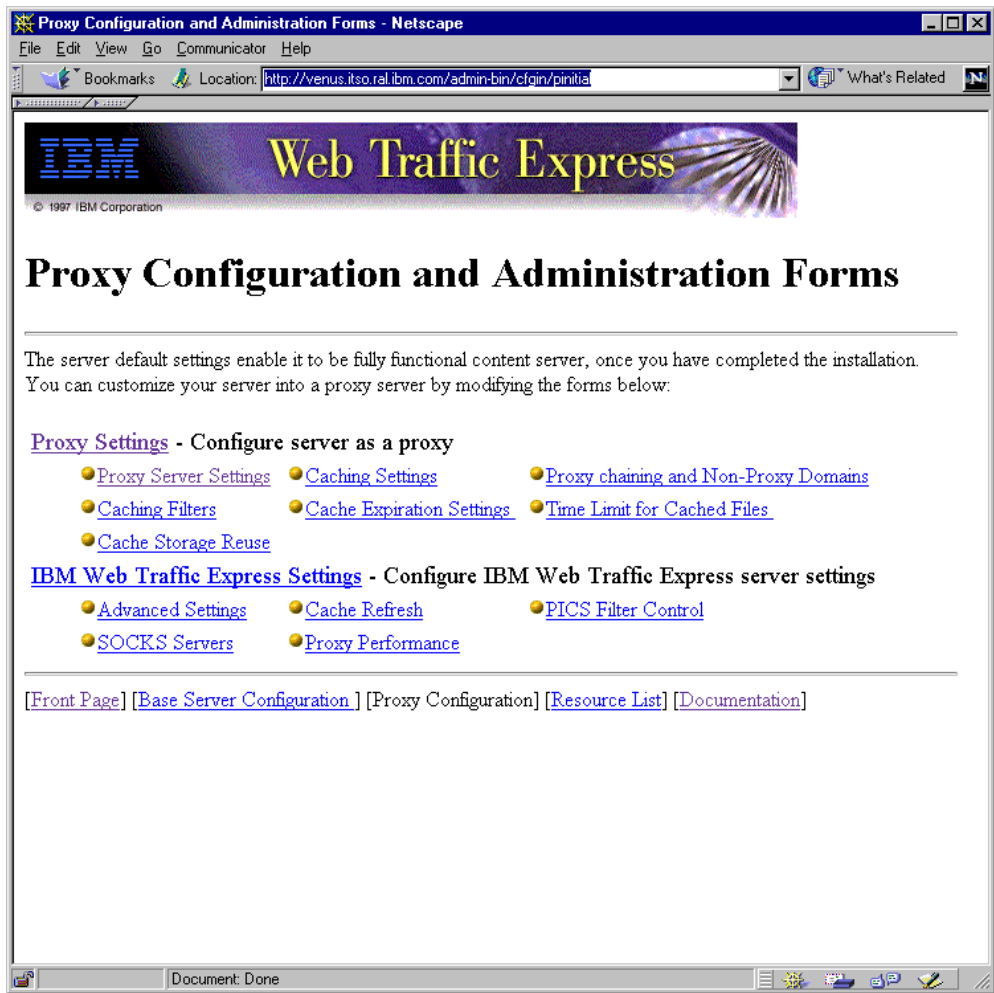 Proxy Configuration and Administration Forms - Netscape
File Edit View Go Communicator Help
Bookmarks Location: http://venus.itso.ral.ibm.com/admin-bin/cfgin/pinitial What's Related N
IBM Web Traffic Express
© 1997 IBM Corporation
Proxy Configuration and Administration Forms
The server default settings enable it to be fully functional content server, once you have completed the installation.
You can customize your server into a proxy server by modifying the forms below:
Proxy Settings - Configure server as a proxy
Proxy Server Settings Caching Settings Proxy chaining and Non-Proxy Domains
Caching Filters Cache Expiration Settings Time Limit for Cached Files
Cache Storage Reuse
IBM Web Traffic Express Settings - Configure IBM Web Traffic Express server settings
Advanced Settings Cache Refresh PICS Filter Control
SOCKS Servers Proxy Performance
[Front Page] [Base Server Configuration ] [Proxy Configuration] [Resource List] [Documentation]
Document: Done